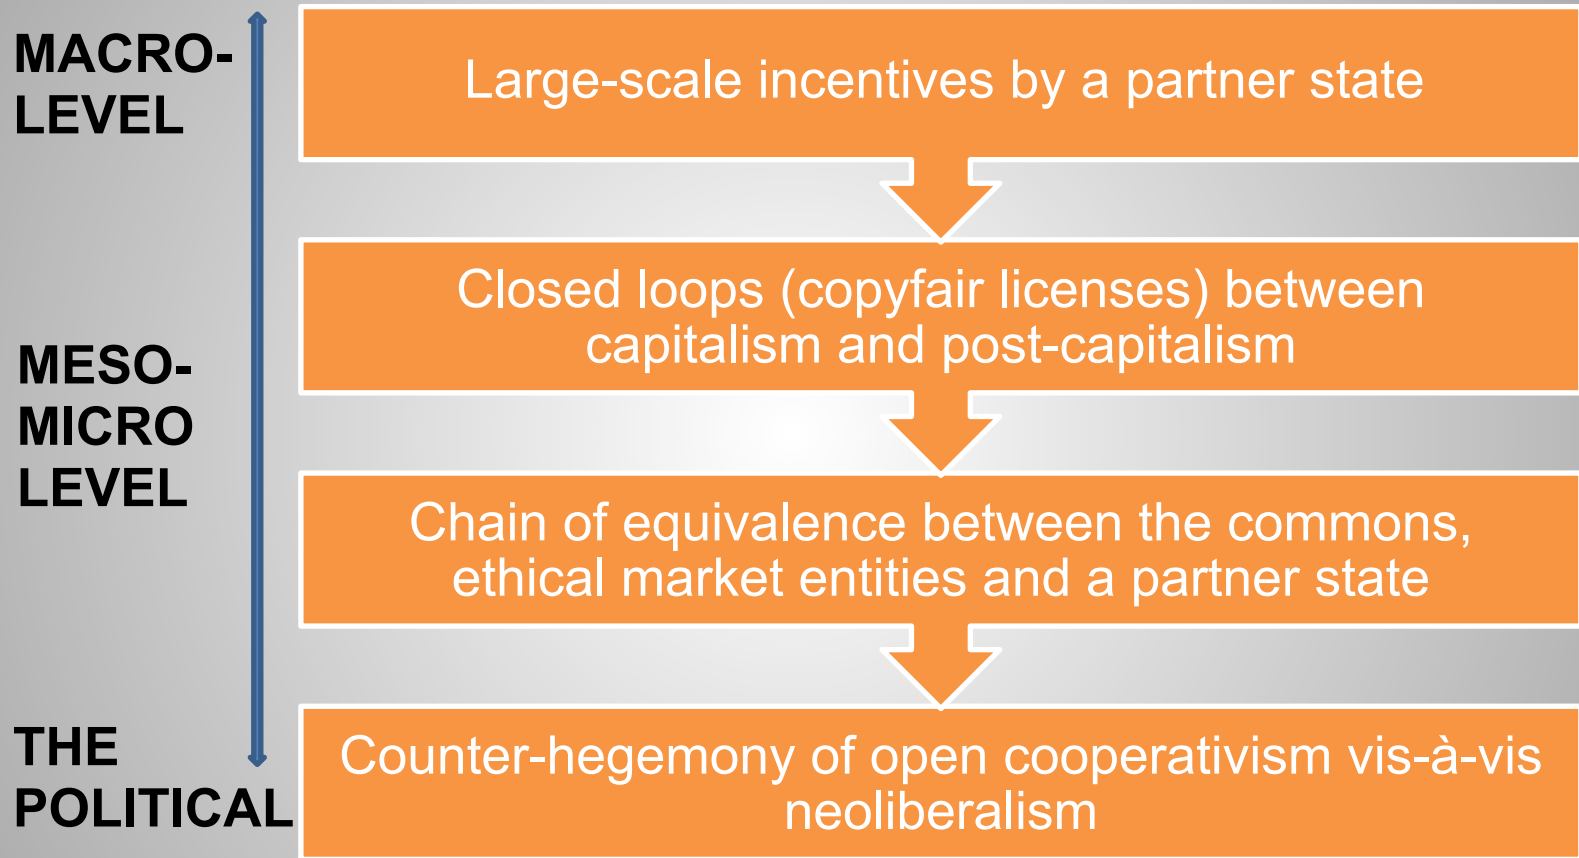 MACRO-
LEVEL
Large-scale incentives by a partner state
Closed loops (copyfair licenses) between
capitalism and post-capitalism
MESO-
MICRO
LEVEL
Chain of equivalence between the commons,
ethical market entities and a partner state
THE
POLITICAL
Counter-hegemony of open cooperativism vis-à-vis
neoliberalism